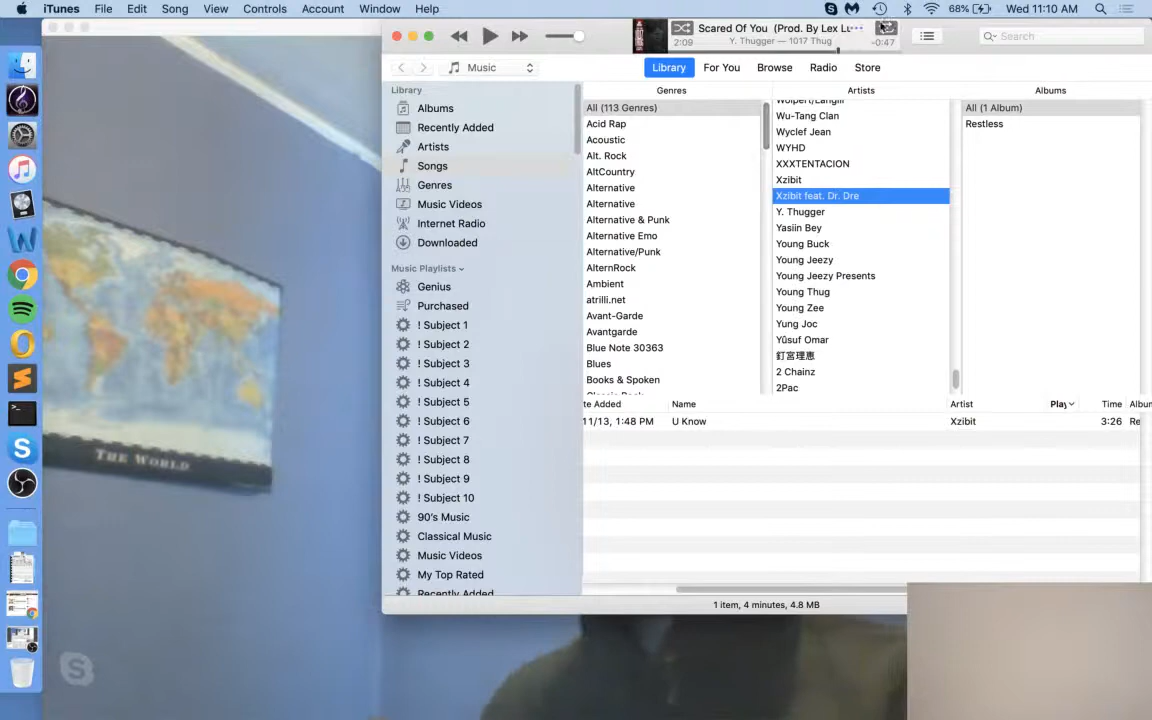 iTunes File Edit View Controls Song Account Window Help
68% Wed 11:10 AM
Scared Of You (Prod. By Lex Lu
2:09 Y. Thugger — 1017 Thug -0:47
Search
Music
Library For You Browse Radio Store
Library
Albums
Recently Added
Artists
Songs
Genres
Music Videos
Internet Radio
Downloaded
Music Playlists
Genius
Purchased
! Subject 1
! Subject 2
! Subject 3
! Subject 4
! Subject 5
! Subject 6
! Subject 7
! Subject 8
! Subject 9
! Subject 10
90's Music
Classical Music
Music Videos
My Top Rated
Recently Added
Genres
All (113 Genres)
Acid Rap
Acoustic
Alt. Rock
AltCountry
Alternative
Alternative
Alternative & Punk
Alternative Emo
Alternative/Punk
AlternRock
Ambient
atrilli.net
Avant-Garde
Avantgarde
Blue Note 30363
Blues
Books & Spoken
Artists
Wu-Tang Clan
Wyclef Jean
WYHD
XXXTENTACION
Xzibit
Xzibit feat. Dr. Dre
Y. Thugger
Yasiin Bey
Young Buck
Young Jeezy
Young Jeezy Presents
Young Thug
Young Zee
Yung Joc
Yūsuf Omar
釘宮理恵
2 Chainz
2Pac
Albums
All (1 Album)
Restless
te Added Name Artist Play Time Album
11/13, 1:48 PM U Know Xzibit 3:26 Re
1 item, 4 minutes, 4.8 MB
THE WORLD